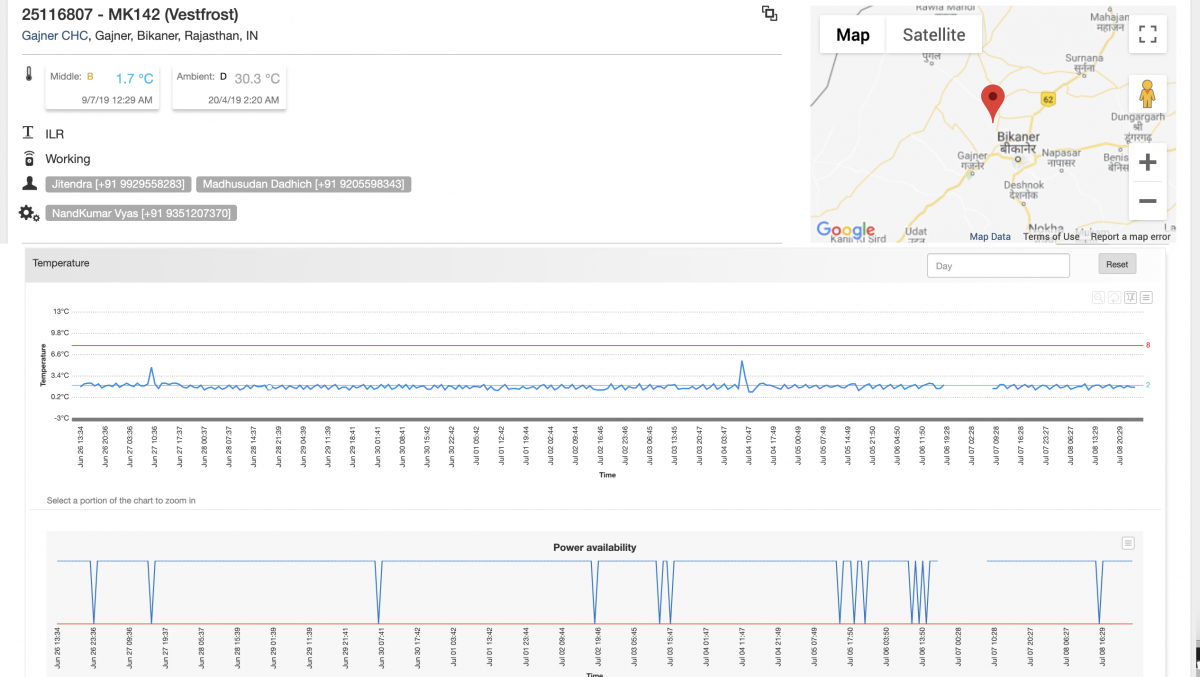 25116807 - MK142 (Vestfrost)
Gajner CHC, Gajner, Bikaner, Rajasthan, IN
Middle: B 1.7 °C
9/7/19 12:29 AM
Ambient: D 30.3 °C
20/4/19 2:20 AM
ILR
Working
Jitendra [+91 9929558283] Madhusudan Dadhich [+91 9205598343]
NandKumar Vyas [+91 9351207370]
Map Satellite
Mahajan
महाजन
पुगल
Surnana
सुर्नना
62
Dungargarh
श्री
डूंगरगढ़
Bikaner
बीकानेर
Gajner
गजनेर
Napasar
नापासर
Benis
बेनिस
Deshnok
देशनोक
Nokha
Udat
Google
Map Data Terms of Use Report a map error
Temperature
Day
Reset
13°C
9.8°C
6.6°C
3.4°C
0.2°C
-3°C
Temperature
8
2
Jun 26 13:34
Jun 26 20:36
Jun 27 03:36
Jun 27 10:36
Jun 27 17:37
Jun 28 00:37
Jun 28 07:37
Jun 28 14:37
Jun 28 21:39
Jun 29 04:39
Jun 29 11:39
Jun 29 18:41
Jun 30 01:41
Jun 30 08:41
Jun 30 15:42
Jun 30 22:42
Jul 01 05:42
Jul 01 12:42
Jul 01 19:44
Jul 02 02:44
Jul 02 09:44
Jul 02 16:46
Jul 02 23:46
Jul 03 06:45
Jul 03 13:45
Jul 03 20:47
Jul 04 03:47
Jul 04 10:47
Jul 04 17:49
Jul 05 00:49
Jul 05 07:49
Jul 05 14:49
Jul 05 21:50
Jul 06 04:50
Jul 06 11:50
Jul 06 19:28
Jul 07 02:28
Jul 07 09:28
Jul 07 16:28
Jul 07 23:27
Jul 08 06:27
Jul 08 13:29
Jul 08 20:29
Time
Select a portion of the chart to zoom in
Power availability
Jun 26 13:34
Jun 26 23:36
Jun 27 09:36
Jun 27 19:37
Jun 28 05:37
Jun 28 15:39
Jun 29 01:39
Jun 29 11:39
Jun 29 21:41
Jun 30 07:41
Jun 30 17:42
Jul 01 03:42
Jul 01 13:42
Jul 01 23:44
Jul 02 09:44
Jul 02 19:46
Jul 03 05:45
Jul 03 15:47
Jul 04 01:47
Jul 04 11:47
Jul 04 21:49
Jul 05 07:49
Jul 05 17:50
Jul 06 03:50
Jul 06 13:50
Jul 07 00:28
Jul 07 10:28
Jul 07 20:27
Jul 08 06:27
Jul 08 16:29
Time